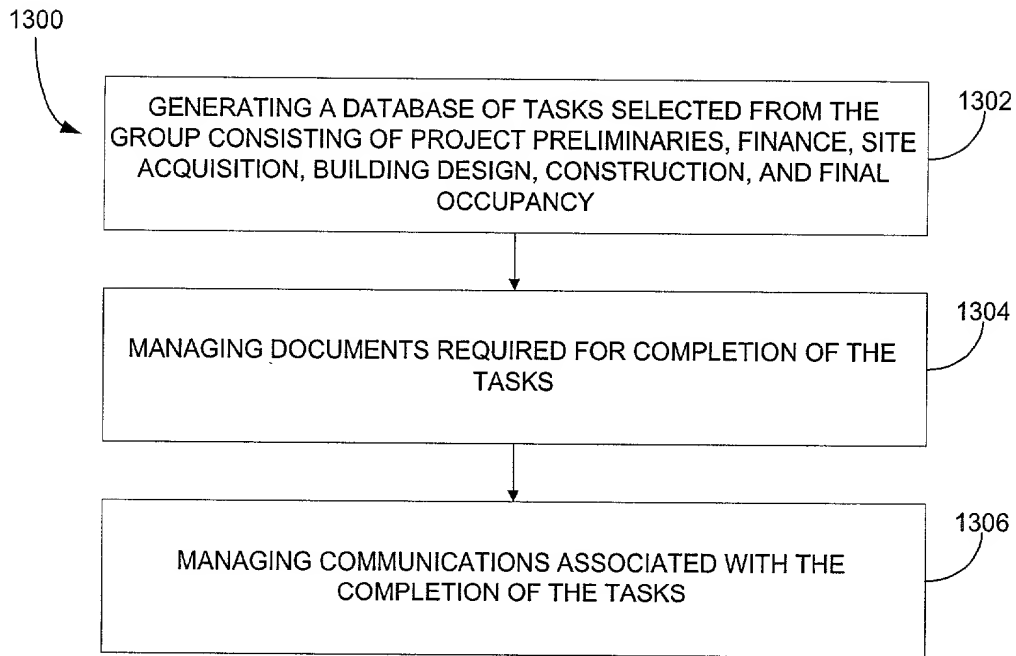 1300
GENERATING A DATABASE OF TASKS SELECTED FROM THE
GROUP CONSISTING OF PROJECT PRELIMINARIES, FINANCE, SITE
ACQUISITION, BUILDING DESIGN, CONSTRUCTION, AND FINAL
OCCUPANCY
1302
MANAGING DOCUMENTS REQUIRED FOR COMPLETION OF THE
TASKS
1304
MANAGING COMMUNICATIONS ASSOCIATED WITH THE
COMPLETION OF THE TASKS
1306